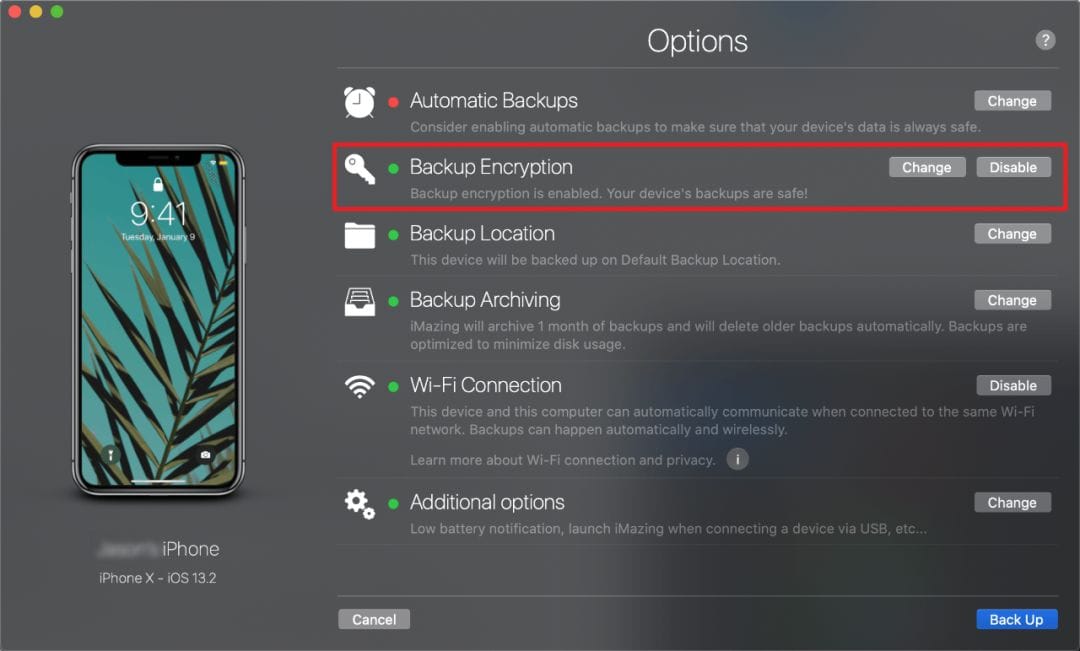 Options
?
Automatic Backups
Change
Consider enabling automatic backups to make sure that your device's data is always safe.
Backup Encryption
Change
Disable
Backup encryption is enabled. Your device's backups are safe!
Backup Location
Change
This device will be backed up on Default Backup Location.
Backup Archiving
Change
iMazing will archive 1 month of backups and will delete older backups automatically. Backups are
optimized to minimize disk usage.
Wi-Fi Connection
Disable
This device and this computer can automatically communicate when connected to the same Wi-Fi
network. Backups can happen automatically and wirelessly.
Learn more about Wi-Fi connection and privacy. i
Additional options
Change
Low battery notification, launch iMazing when connecting a device via USB, etc...
9:41
Tuesday, January 9
iPhone
iPhone X - iOS 13.2
Cancel
Back Up